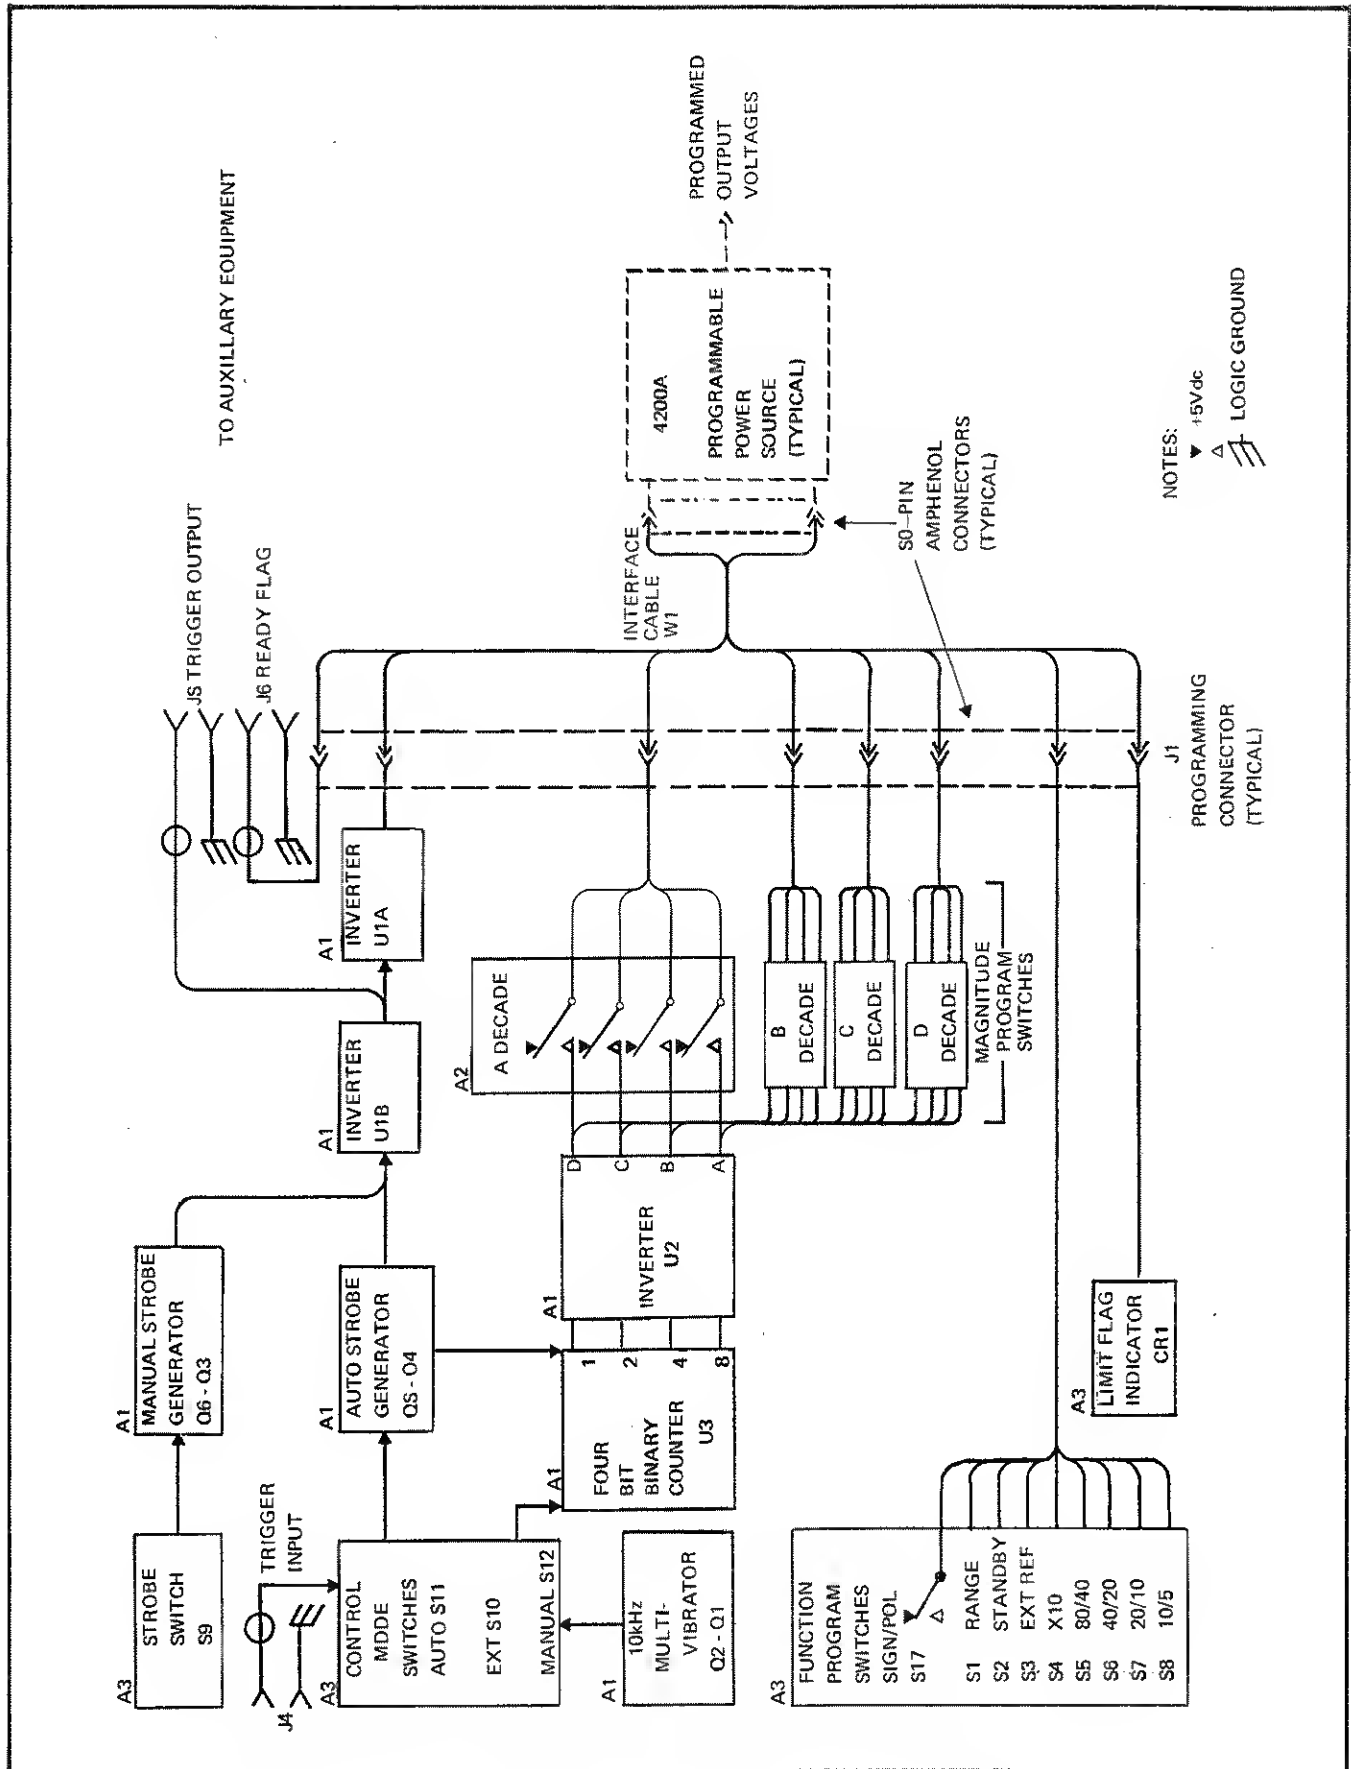 A3
STROBE
SWITCH
S9
A1
MANUAL STROBE
GENERATOR
Q6 - Q3
J4
TRIGGER
INPUT
A3
CONTROL
MDDE
SWITCHES
AUTO S11
EXT S10
MANUAL S12
A1
AUTO STROBE
GENERATOR
QS - O4
A1
INVERTER
U1B
A1
INVERTER
U1A
JS TRIGGER OUTPUT
J6 READY FLAG
TO AUXILLARY EQUIPMENT
A1
10kHz
MULTI-
VIBRATOR
Q2 - Q1
A1
FOUR
BIT
BINARY
COUNTER
U3
1
2
4
8
A1
INVERTER
U2
D
C
B
A
A2
A DECADE
B
DECADE
C
DECADE
D
DECADE
MAGNITUDE
PROGRAM
SWITCHES
INTERFACE
CABLE
W1
4200A
PROGRAMMABLE
POWER
SOURCE
(TYPICAL)
PROGRAMMED
OUTPUT
VOLTAGES
S0-PIN
AMPHENOL
CONNECTORS
(TYPICAL)
A3
FUNCTION
PROGRAM
SWITCHES
SIGN/POL
S17
S1 RANGE
S2 STANDBY
S3 EXT REF
S4 X10
S5 80/40
S6 40/20
S7 20/10
S8 10/5
A3
LIMIT FLAG
INDICATOR
CR1
J1
PROGRAMMING
CONNECTOR
(TYPICAL)
NOTES:
+5Vdc
LOGIC GROUND